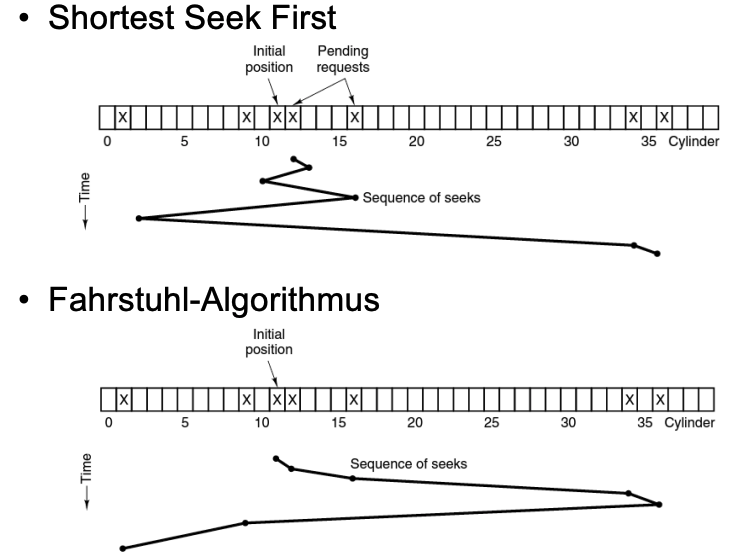 • Shortest Seek First
Initial position
Pending requests
X X X X X X X
0 5 10 15 20 25 30 35 Cylinder
Time
Sequence of seeks
• Fahrstuhl-Algorithmus
Initial position
X X X X X X X
0 5 10 15 20 25 30 35 Cylinder
Time
Sequence of seeks